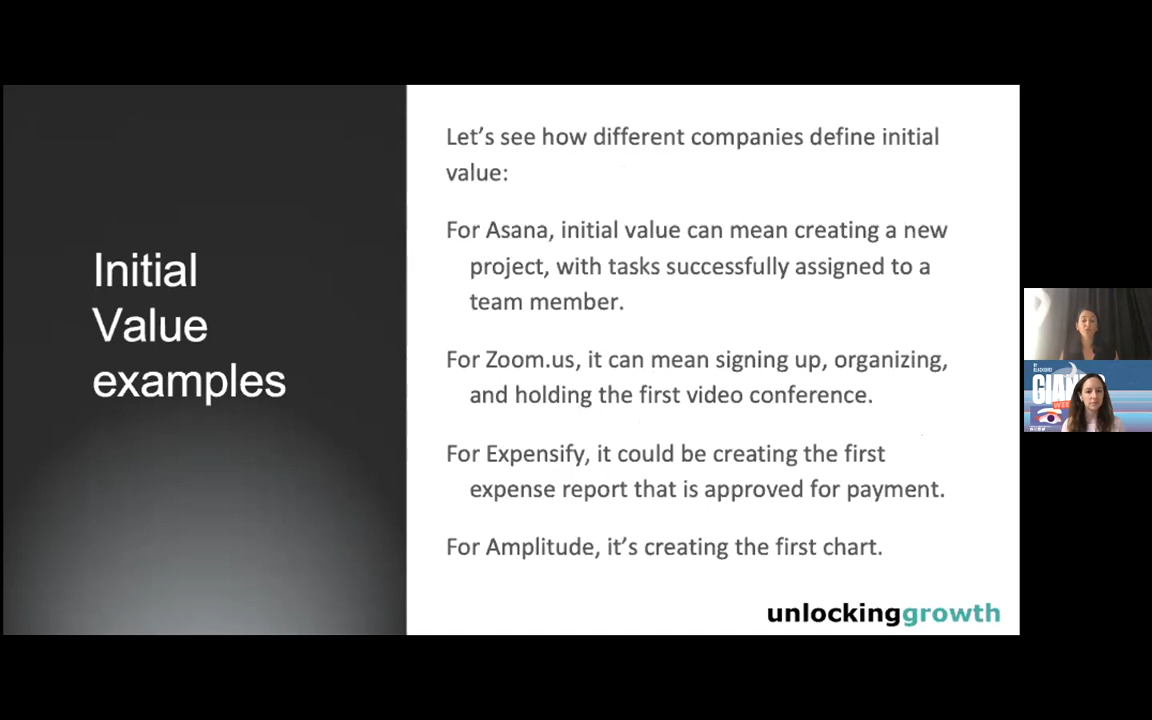 Initial
Value
examples
Let's see how different companies define initial
value:
For Asana, initial value can mean creating a new
project, with tasks successfully assigned to a
team member.
For Zoom.us, it can mean signing up, organizing,
and holding the first video conference.
For Expensify, it could be creating the first
expense report that is approved for payment.
For Amplitude, it's creating the first chart.
unlockinggrowth